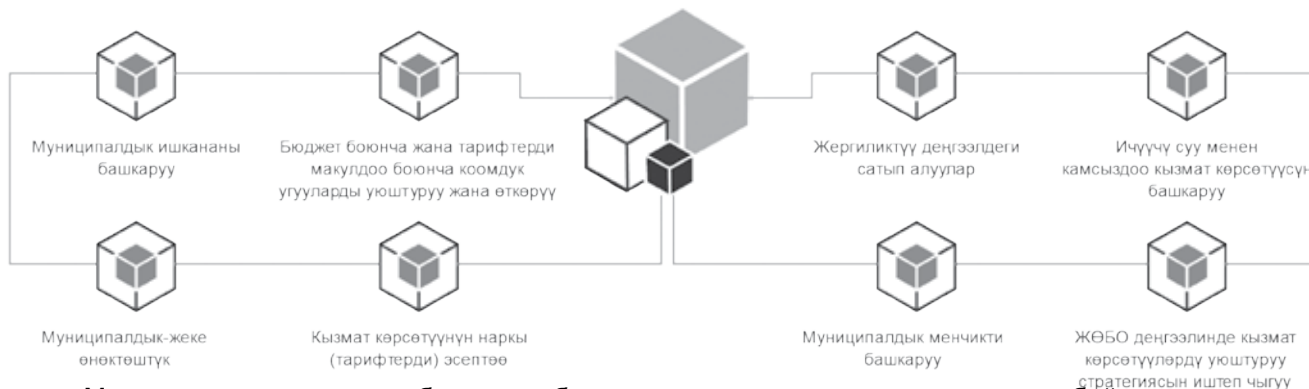 Муниципалдык ишкананы
башкаруу
Бюджет боюнча жана тарифтерди
макулдоо боюнча коомдук
угууларды уюштуруу жана өткөрүү
Жергиликтүү деңгээлдеги
сатып алуулар
Ичүүчү суу менен
камсыздоо кызмат көрсөтүүсүн
башкаруу
Муниципалдык-жеке
өнөктөштүк
Кызмат көрсөтүүнүн наркы
(тарифтерди) эсептөө
Муниципалдык менчикти
башкаруу
ЖӨБО деңгээлинде кызмат
көрсөтүүлөрдү уюштуруу
стратегиясын иштеп чыгуу